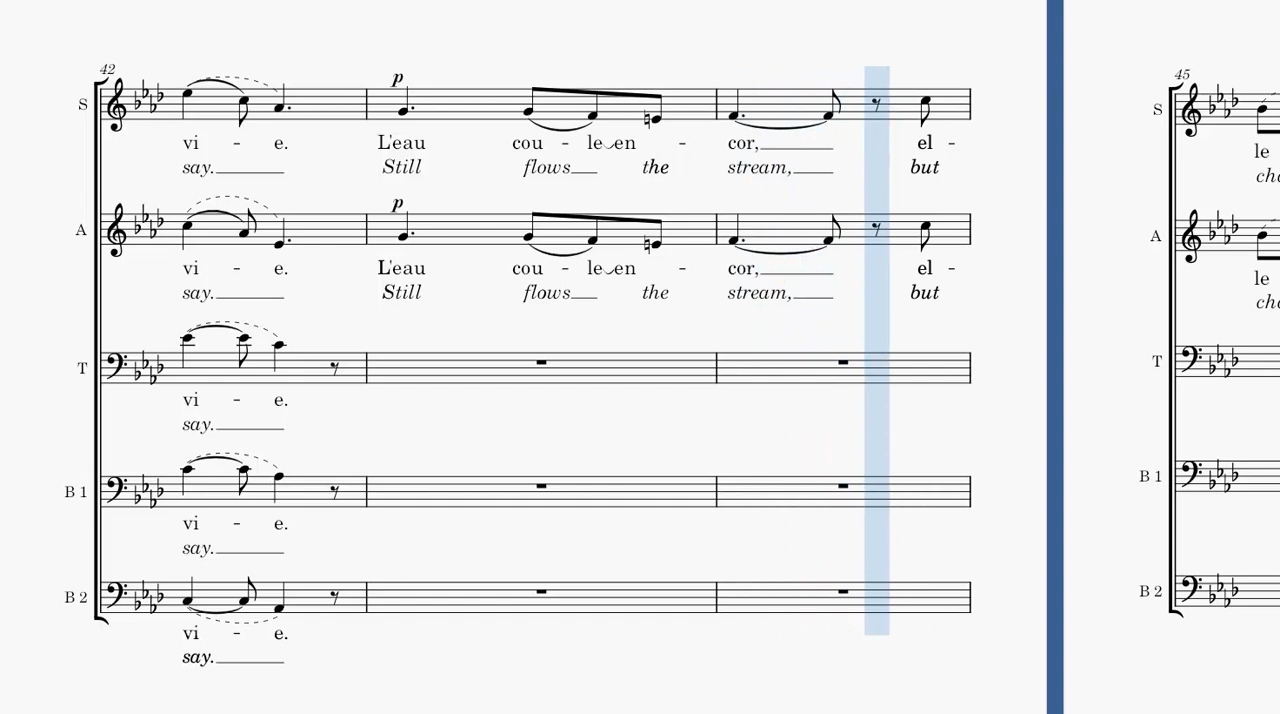 42
S
p
vi - e. L'eau cou - le‿en - cor, el -
say. Still flows the stream, but
A
p
vi - e. L'eau cou - le‿en - cor, el -
say. Still flows the stream, but
T
vi - e.
say.
B 1
vi - e.
say.
B 2
vi - e.
say.
45
S
le
A
le
T
B 1
B 2